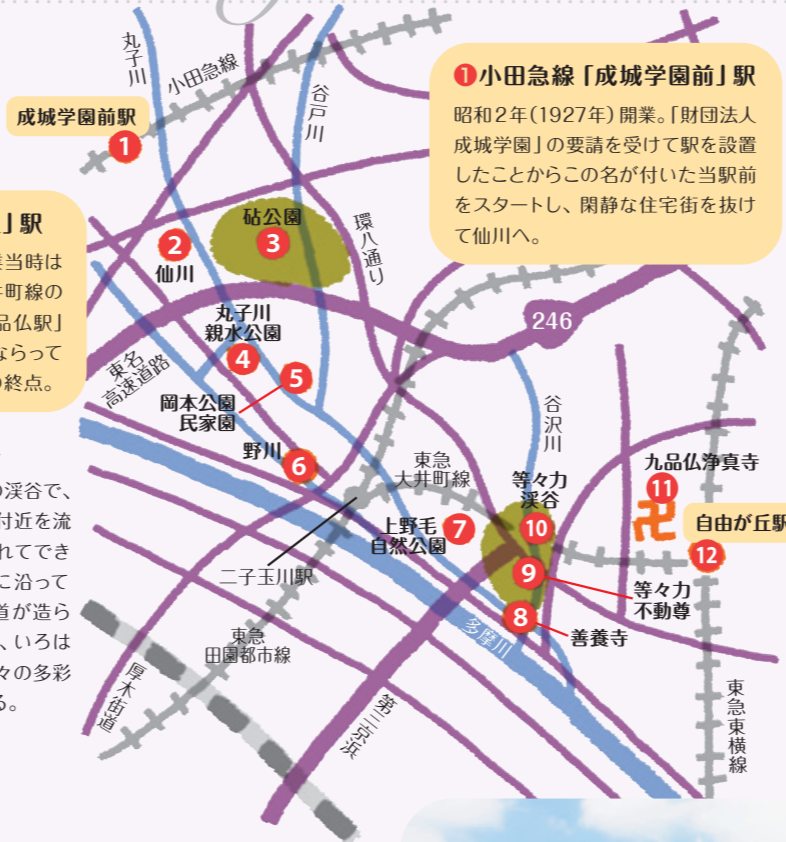 丸子川
小田急線
谷戸川
成城学園前駅
1
❶小田急線「成城学園前」駅
昭和2年(1927年)開業。「財団法人
成城学園」の要請を受けて駅を設置
したことからこの名が付いた当駅前
をスタートし、閑静な住宅街を抜け
て仙川へ。
」駅
当時は
町線の
品仏駅」
ならって
終点。
砧公園
3
2
仙川
環八通り
丸子川
親水公園
4
246
東名
高速道路
5
岡本公園
民家園
谷沢川
野川
6
東急
大井町線
等々力
渓谷
10
九品仏浄真寺
11
卍
自由が丘駅
12
上野毛
自然公園
7
9
等々力
不動尊
二子玉川駅
8
善養寺
多摩川
の渓谷で、
付近を流
れてでき
に沿って
道が造ら
、いろは
々の多彩
る。
東急
田園都市線
厚木街道
第三京浜
東急東横線